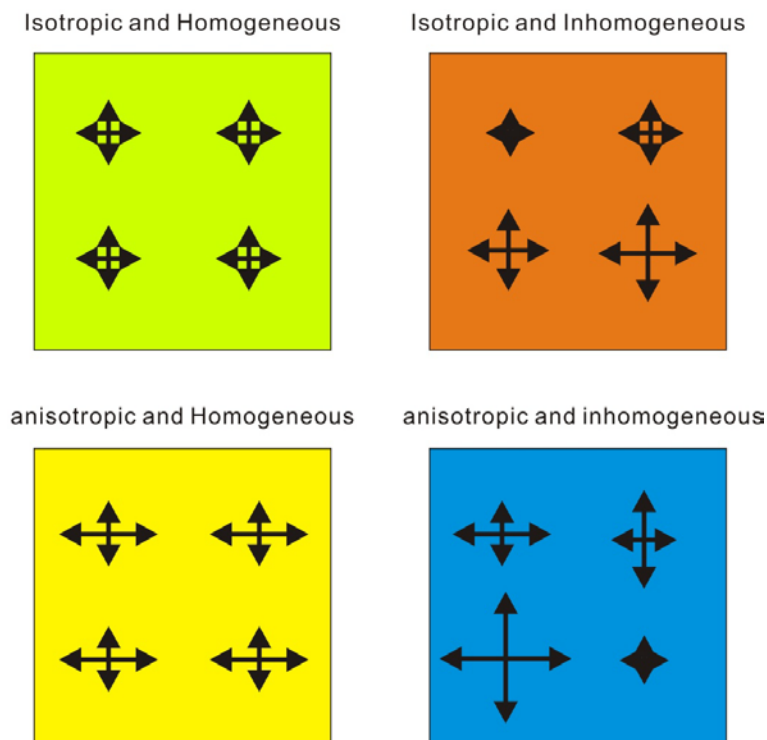 Isotropic and Homogeneous
Isotropic and Inhomogeneous
anisotropic and Homogeneous
anisotropic and inhomogeneous